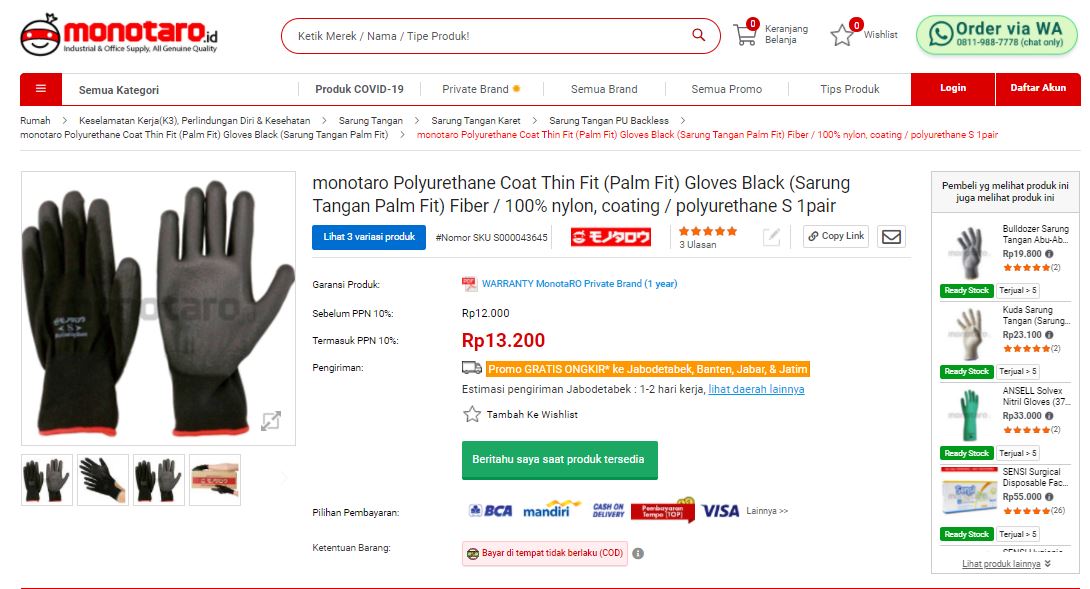 monotaro.id
Industrial & Office Supply, All Genuine Quality
Ketik Merek / Nama / Tipe Produk!
0
Keranjang
Belanja
0
Wishlist
Order via WA
0811-988-7778 (chat only)
Semua Kategori
Produk COVID-19
Private Brand
Semua Brand
Semua Promo
Tips Produk
Login
Daftar Akun
Rumah > Keselamatan Kerja(K3), Perlindungan Diri & Kesehatan > Sarung Tangan > Sarung Tangan Karet > Sarung Tangan PU Backless >
monotaro Polyurethane Coat Thin Fit (Palm Fit) Gloves Black (Sarung Tangan Palm Fit) > monotaro Polyurethane Coat Thin Fit (Palm Fit) Gloves Black (Sarung Tangan Palm Fit) Fiber / 100% nylon, coating / polyurethane S 1pair
monotaro
モノタロウ
S
monotaro Polyurethane Coat Thin Fit (Palm Fit) Gloves Black (Sarung
Tangan Palm Fit) Fiber / 100% nylon, coating / polyurethane S 1pair
Lihat 3 variasi produk
#Nomor SKU S000043645
モノタロウ
3 Ulasan
Copy Link
Garansi Produk:
PDF
WARRANTY MonotaRO Private Brand (1 year)
Sebelum PPN 10%:
Rp12.000
Termasuk PPN 10%:
Rp13.200
Pengiriman:
Promo GRATIS ONGKIR* ke Jabodetabek, Banten, Jabar, & Jatim
Estimasi pengiriman Jabodetabek : 1-2 hari kerja, lihat daerah lainnya
Tambah Ke Wishlist
Beritahu saya saat produk tersedia
Pilihan Pembayaran:
BCA
mandiri
CASH ON
DELIVERY
Pembayaran
Tempo (TOP)
VISA
Lainnya >>
Ketentuan Barang:
Bayar di tempat tidak berlaku (COD)
Pembeli yg melihat produk ini
juga melihat produk ini
Bulldozer Sarung
Tangan Abu-Ab...
Rp19.800
(2)
Ready Stock
Terjual > 5
Kuda Sarung
Tangan (Sarung...
Rp23.100
(2)
Ready Stock
Terjual > 5
ANSELL Solvex
Nitril Gloves (37...
Rp33.000
(2)
Ready Stock
Terjual > 5
Sensi
SENSI Surgical
Disposable Fac...
Rp55.000
(26)
Ready Stock
Terjual > 5
Lihat produk lainnya